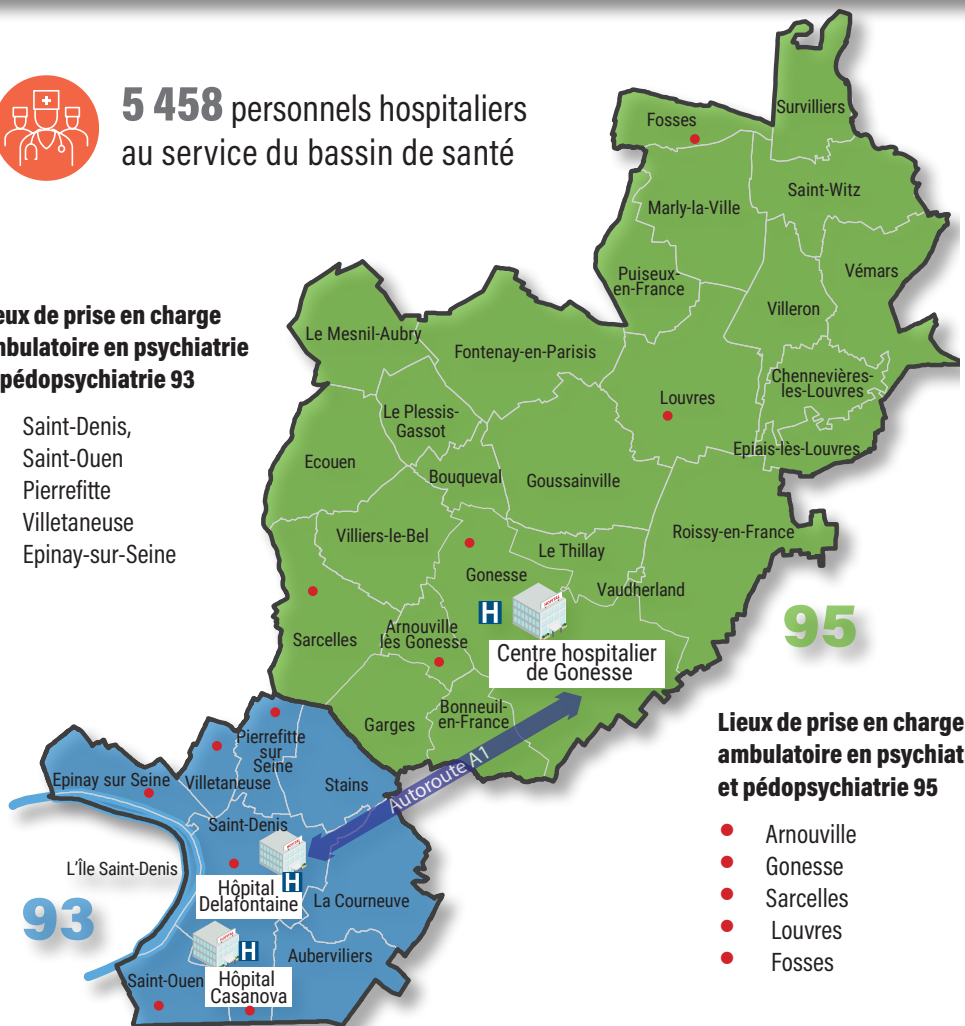 5 458 personnels hospitaliers
au service du bassin de santé
Fosses
Survilliers
Marly-la-Ville
Saint-Witz
Puiseux-
en-France
Vémars
Villeron
Le Mesnil-Aubry
Fontenay-en-Parisis
Chennevières-
les-Louvres
Le Plessis-
Gassot
Louvres
Epiais-lès-Louvres
Ecouen
Bouqueval
Goussainville
Villiers-le-Bel
Roissy-en-France
Le Thillay
Gonesse
Vaudherland
H
Sarcelles
Arnouville
lès Gonesse
Centre hospitalier
de Gonesse
95
Garges
Bonneuil-
en-France
Autoroute A1
eux de prise en charge
mbulatoire en psychiatrie
pédopsychiatrie 93
Saint-Denis,
Saint-Ouen
Pierrefitte
Villetaneuse
Epinay-sur-Seine
Pierrefitte
sur
Seine
Epinay sur Seine
Villetaneuse
Stains
Saint-Denis
L'Île Saint-Denis
H
Hôpital
Delafontaine
La Courneuve
93
H
Aubervilliers
Saint-Ouen
Hôpital
Casanova
Lieux de prise en charge
ambulatoire en psychiat
et pédopsychiatrie 95
Arnouville
Gonesse
Sarcelles
Louvres
Fosses